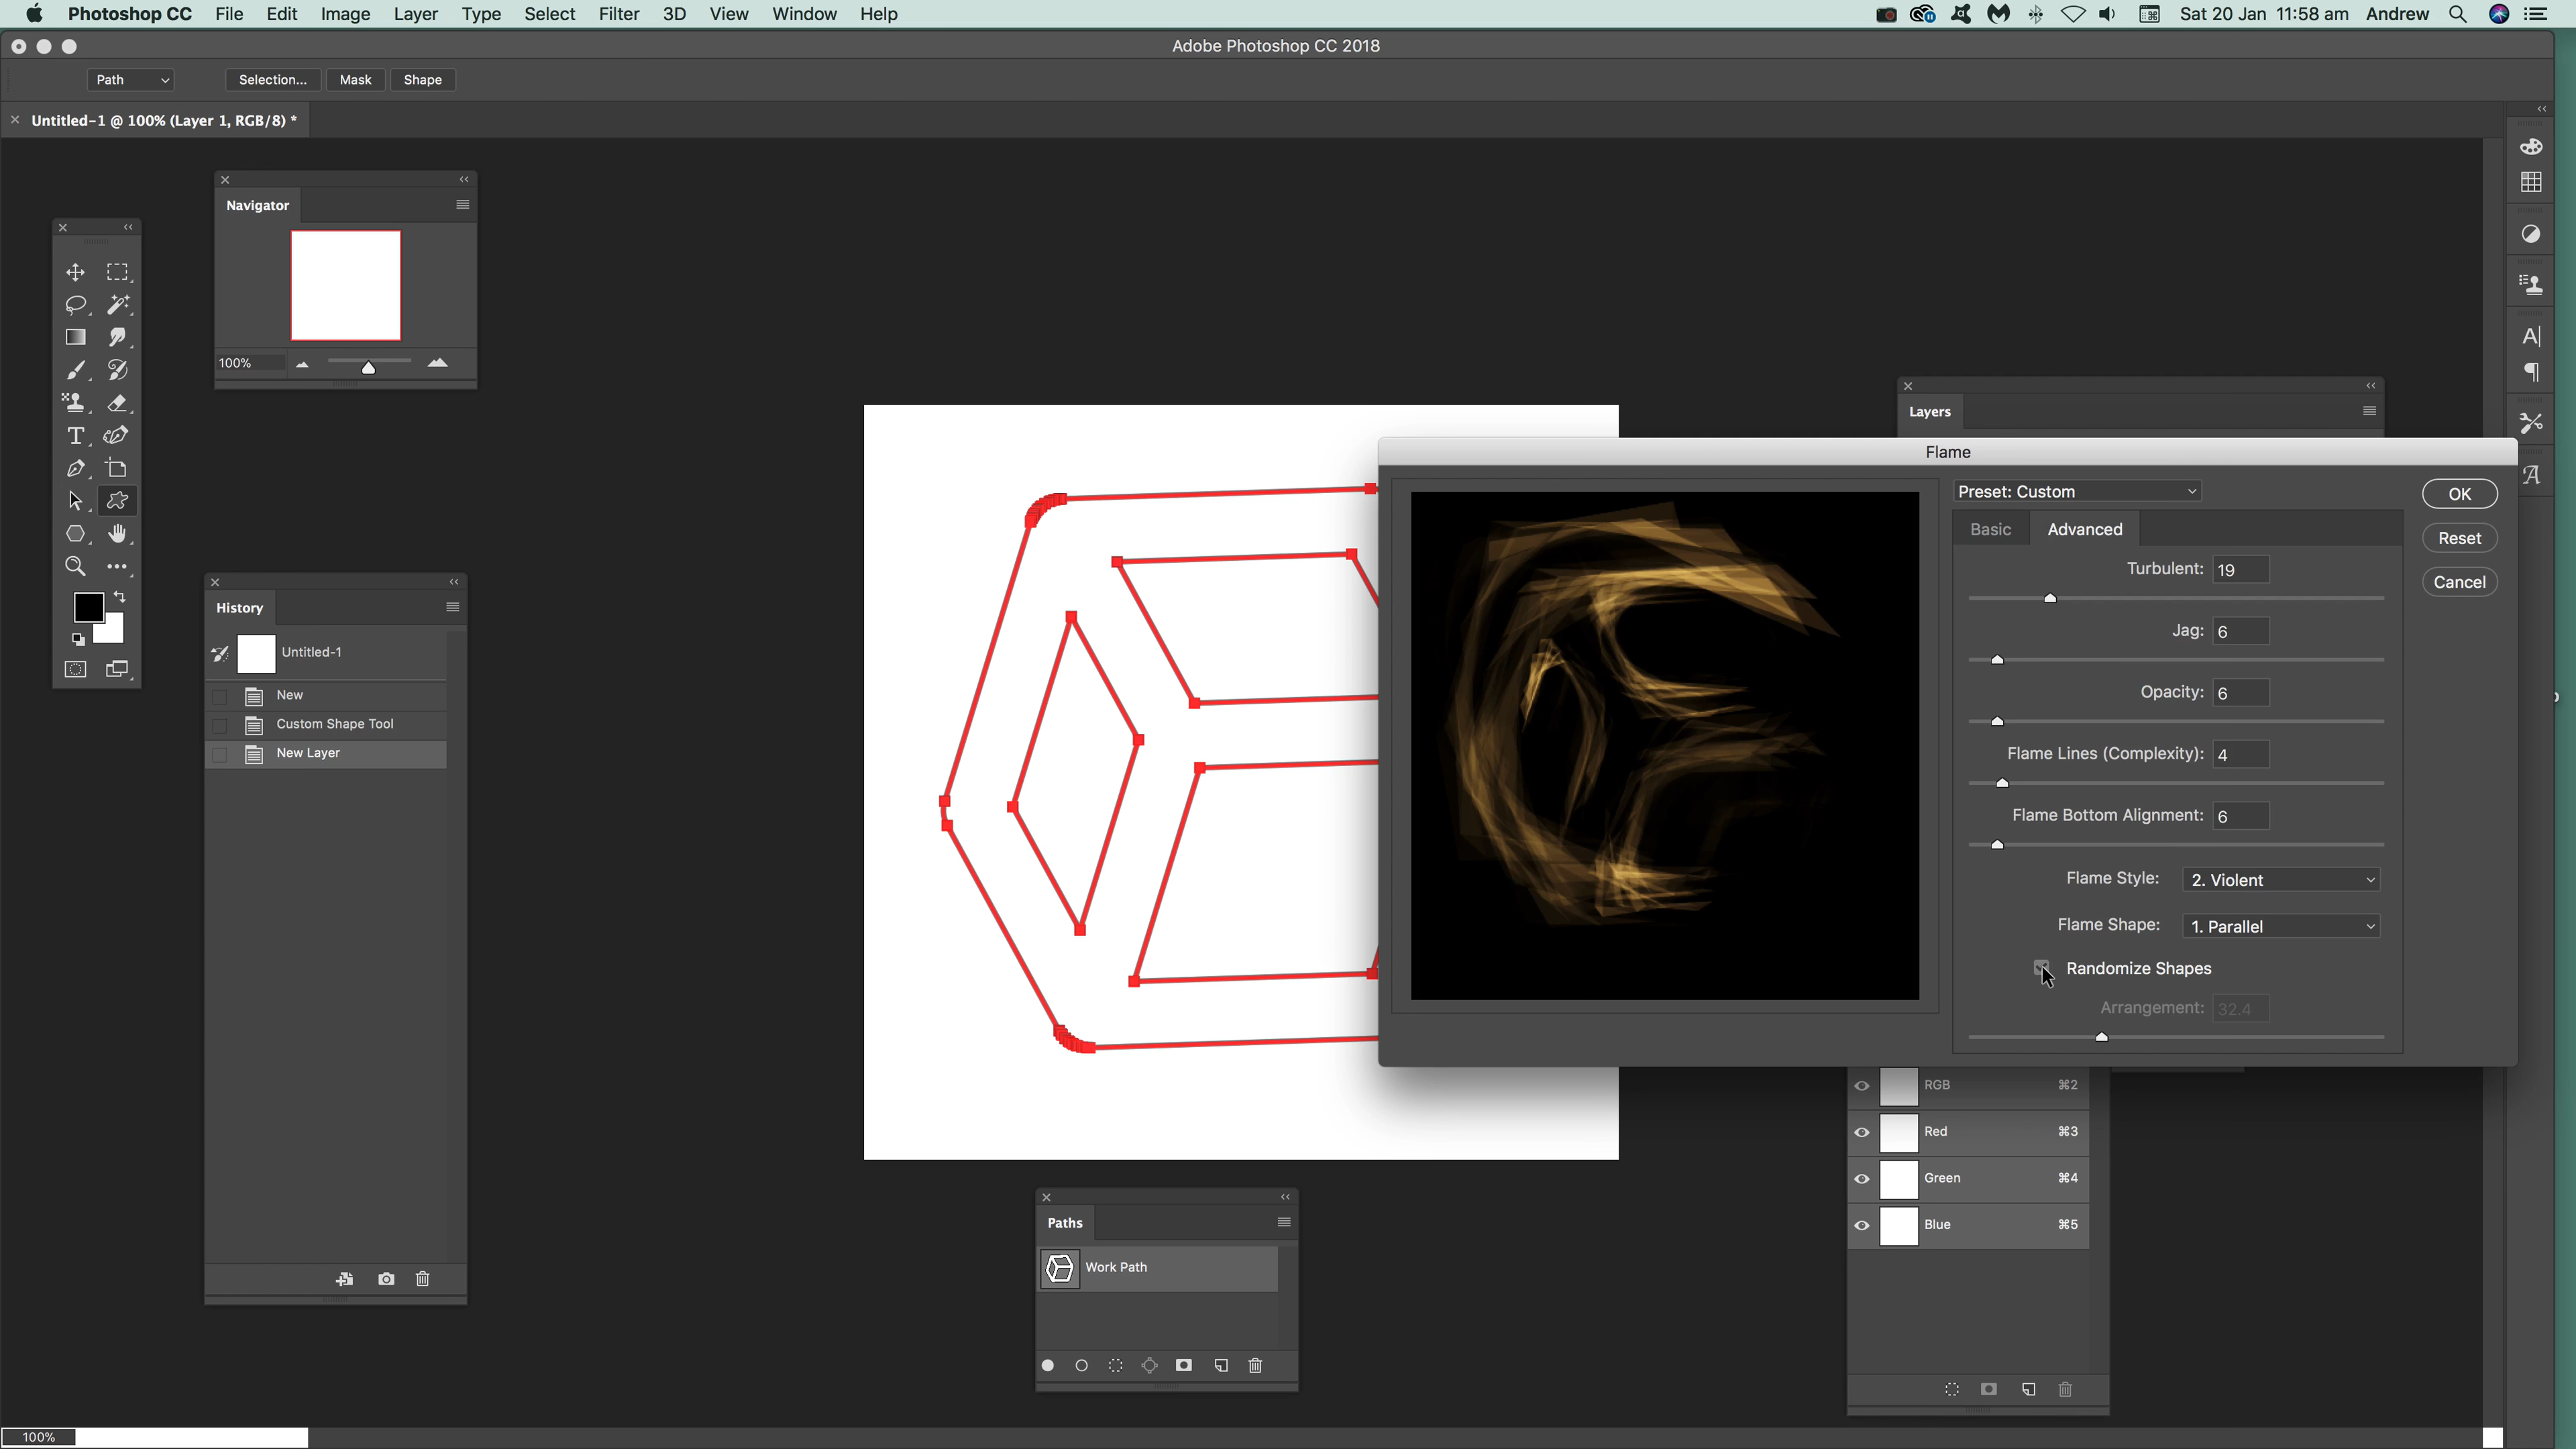 Photoshop CC File Edit Image Layer Type Select Filter 3D View Window Help Sat 20 Jan 11:58 am Andrew
Adobe Photoshop CC 2018
Path Selection... Mask Shape
Untitled-1 @ 100% (Layer 1, RGB/8) *
Navigator
100%
History
Untitled-1
New
Custom Shape Tool
New Layer
Layers
Flame
Preset: Custom
OK
Basic Advanced
Reset
Turbulent: 19
Cancel
Jag: 6
Opacity: 6
Flame Lines (Complexity): 4
Flame Bottom Alignment: 6
Flame Style: 2. Violent
Flame Shape: 1. Parallel
Randomize Shapes
Arrangement: 32.4
RGB ⌘2
Red ⌘3
Green ⌘4
Blue ⌘5
Paths
Work Path
100%